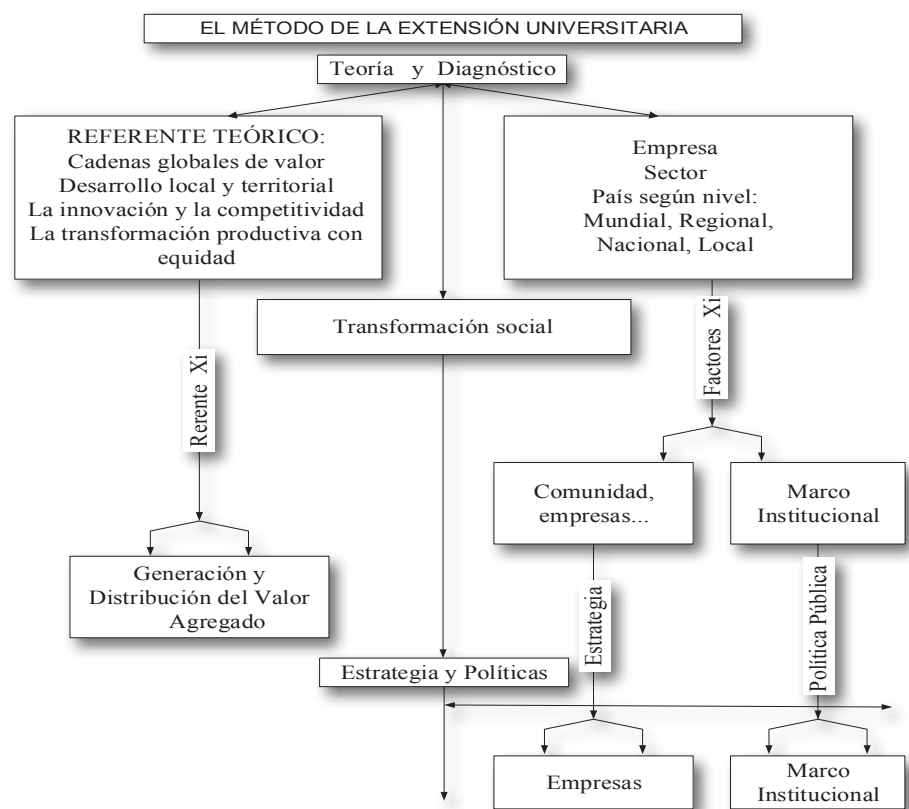 EL MÉTODO DE LA EXTENSIÓN UNIVERSITARIA
Teoría y Diagnóstico
REFERENTE TEÓRICO:
Cadenas globales de valor
Desarrollo local y territorial
La innovación y la competitividad
La transformación productiva con
equidad
Empresa
Sector
País según nivel:
Mundial, Regional,
Nacional, Local
Transformación social
Rerente Xi
Factores Xi
Comunidad,
empresas...
Marco
Institucional
Generación y
Distribución del Valor
Agregado
Estrategia
Política Pública
Estrategia y Políticas
Empresas
Marco
Institucional